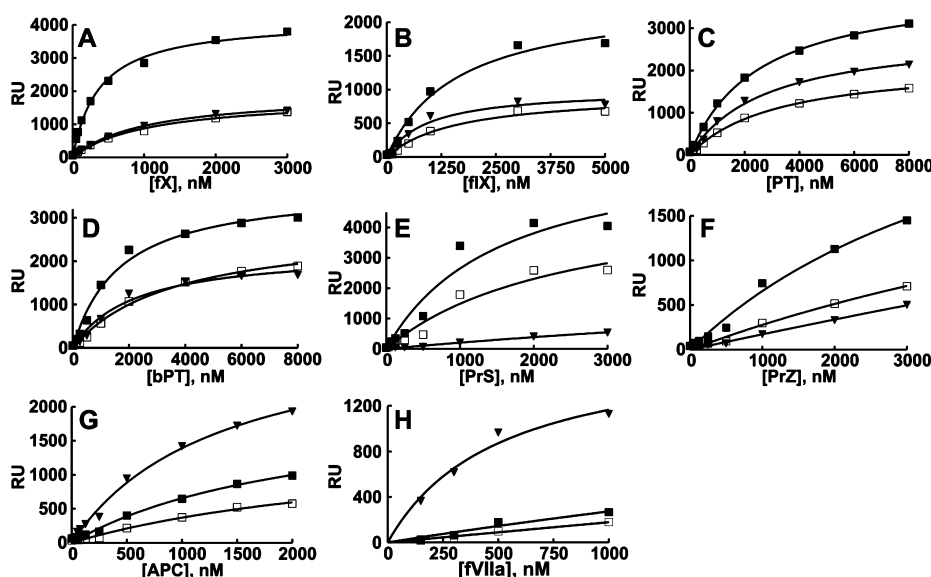 A
RU
4000
3000
2000
1000
0
0 1000 2000 3000
[fX], nM
B
RU
2000
1500
1000
500
0
0 1250 2500 3750 5000
[fIX], nM
C
RU
3000
2000
1000
0
0 2000 4000 6000 8000
[PT], nM
D
RU
3000
2000
1000
0
0 2000 4000 6000 8000
[bPT], nM
E
RU
4000
3000
2000
1000
0
0 1000 2000 3000
[PrS], nM
F
RU
1500
1000
500
0
0 1000 2000 3000
[PrZ], nM
G
RU
2000
1500
1000
500
0
0 500 1000 1500 2000
[APC], nM
H
RU
1200
800
400
0
0 250 500 750 1000
[fVIIa], nM